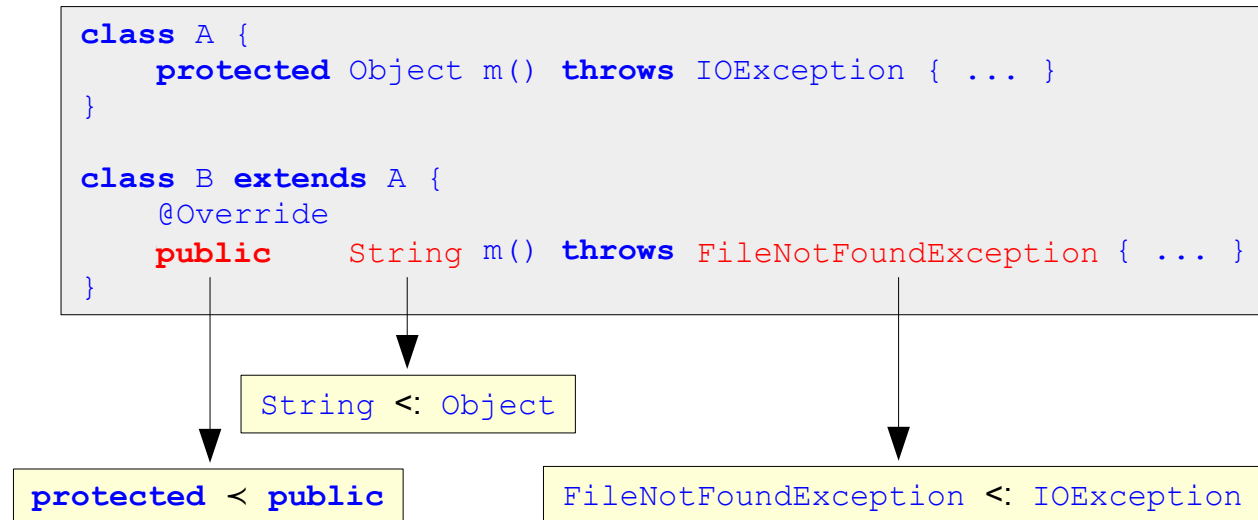 class A {
    protected Object m() throws IOException { ... }
}
class B extends A {
    @Override
    public     String m() throws FileNotFoundException { ... }
}
String <: Object
protected ≺ public
FileNotFoundException <: IOException